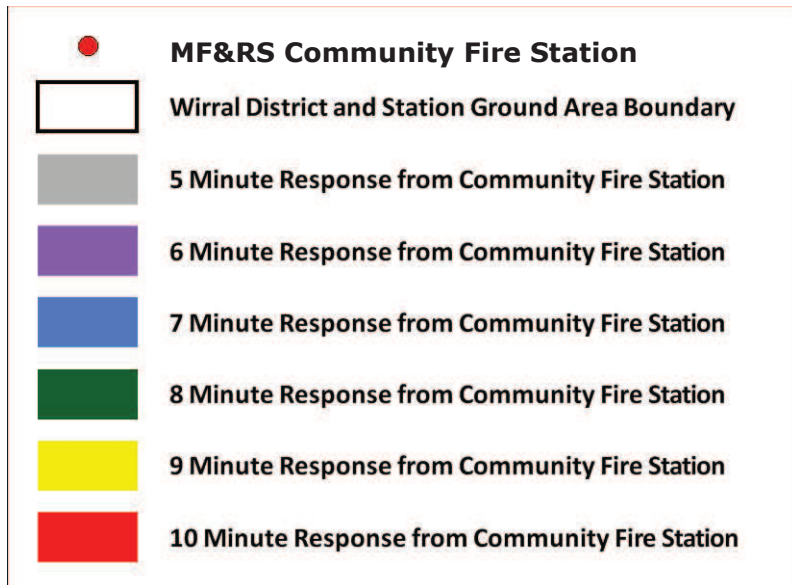 MF&RS Community Fire Station
Wirral District and Station Ground Area Boundary
5 Minute Response from Community Fire Station
6 Minute Response from Community Fire Station
7 Minute Response from Community Fire Station
8 Minute Response from Community Fire Station
9 Minute Response from Community Fire Station
10 Minute Response from Community Fire Station